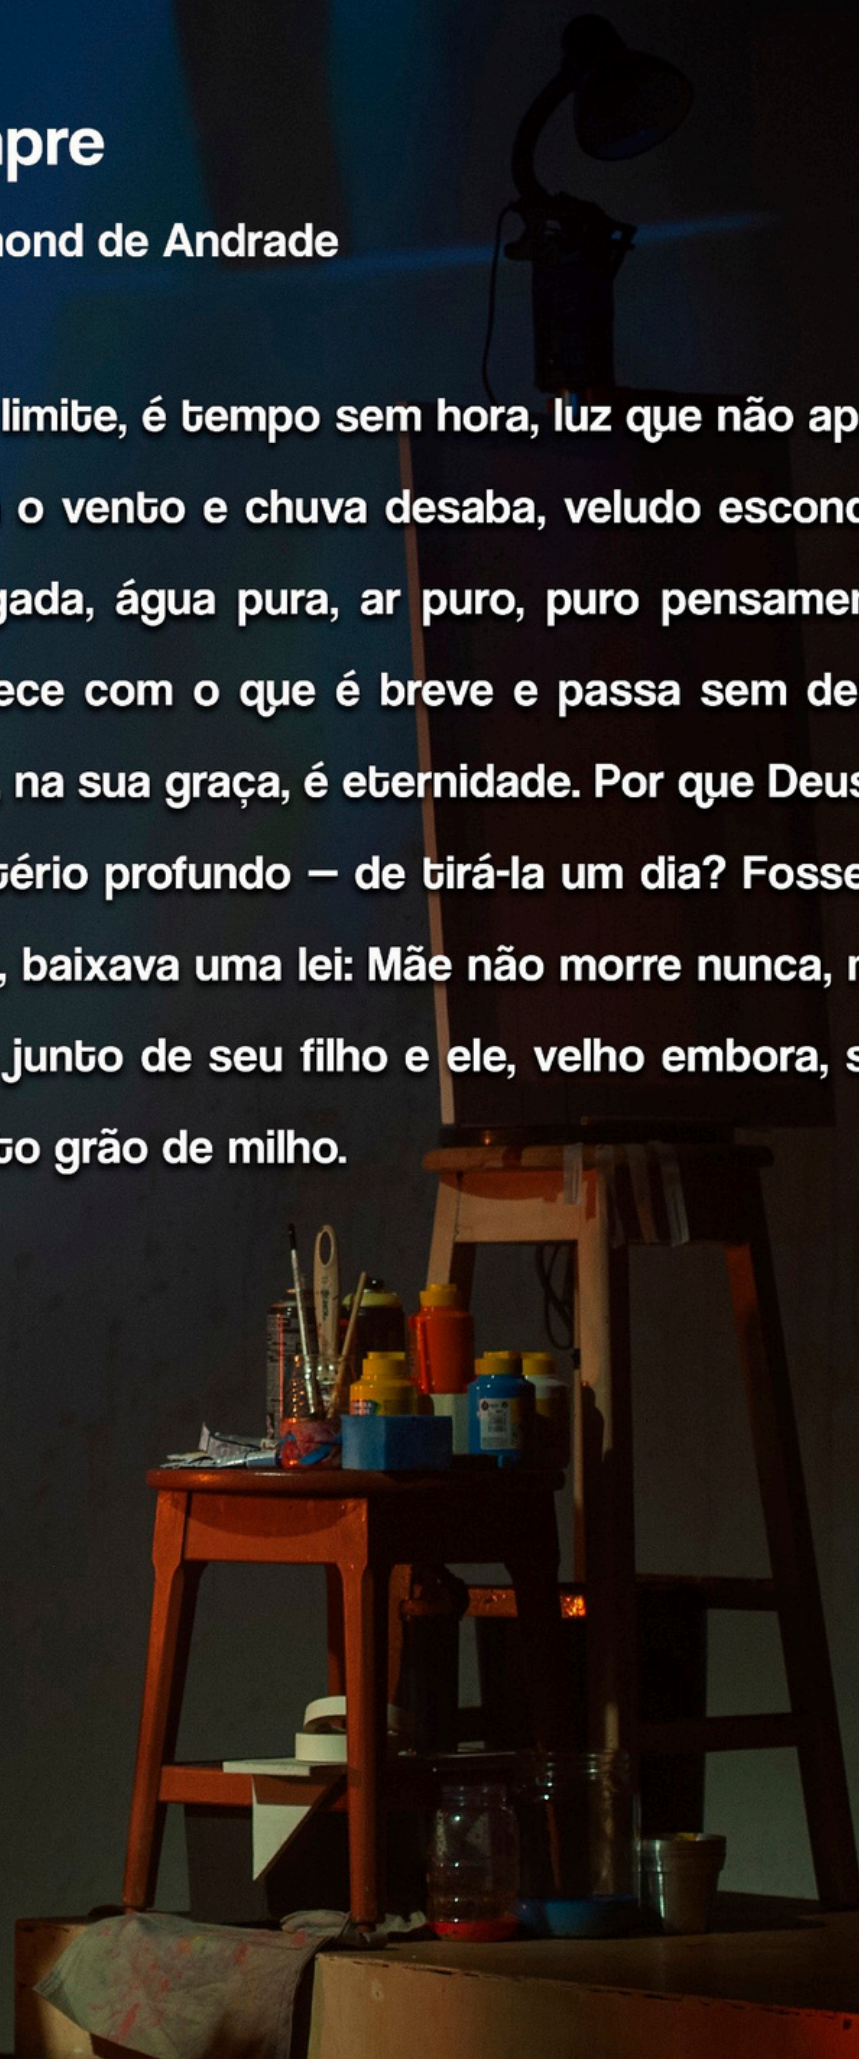 pre
ond de Andrade
limite, é tempo sem hora, luz que não ap
o vento e chuva desaba, veludo escond
gada, água pura, ar puro, puro pensamen
ece com o que é breve e passa sem de
, na sua graça, é eternidade. Por que Deus
tério profundo – de tirá-la um dia? Fosse
, baixava uma lei: Mãe não morre nunca,
junto de seu filho e ele, velho embora, s
to grão de milho.